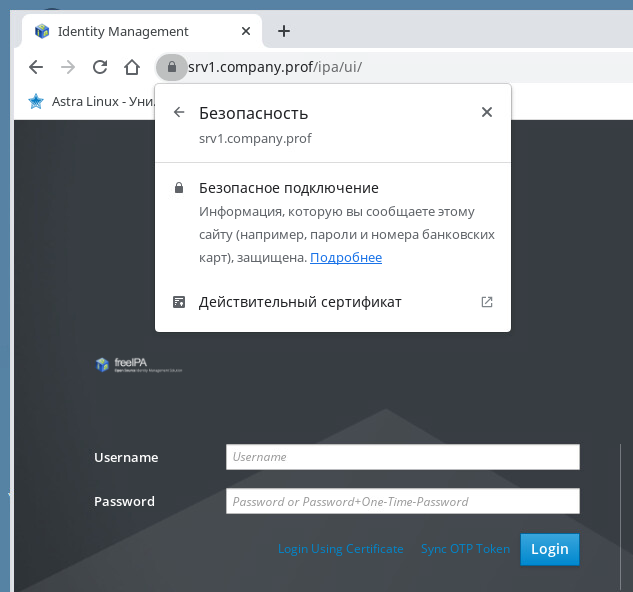 Identity Management
srv1.company.prof/ipa/ui/
Astra Linux - Уни
Безопасность
srv1.company.prof
Безопасное подключение
Информация, которую вы сообщаете этому
сайту (например, пароли и номера банковских
карт), защищена. Подробнее
Действительный сертификат
freeIPA
Open Source Identity Management Solution
Username
Username
Password
Password or Password+One-Time-Password
Login Using Certificate
Sync OTP Token
Login